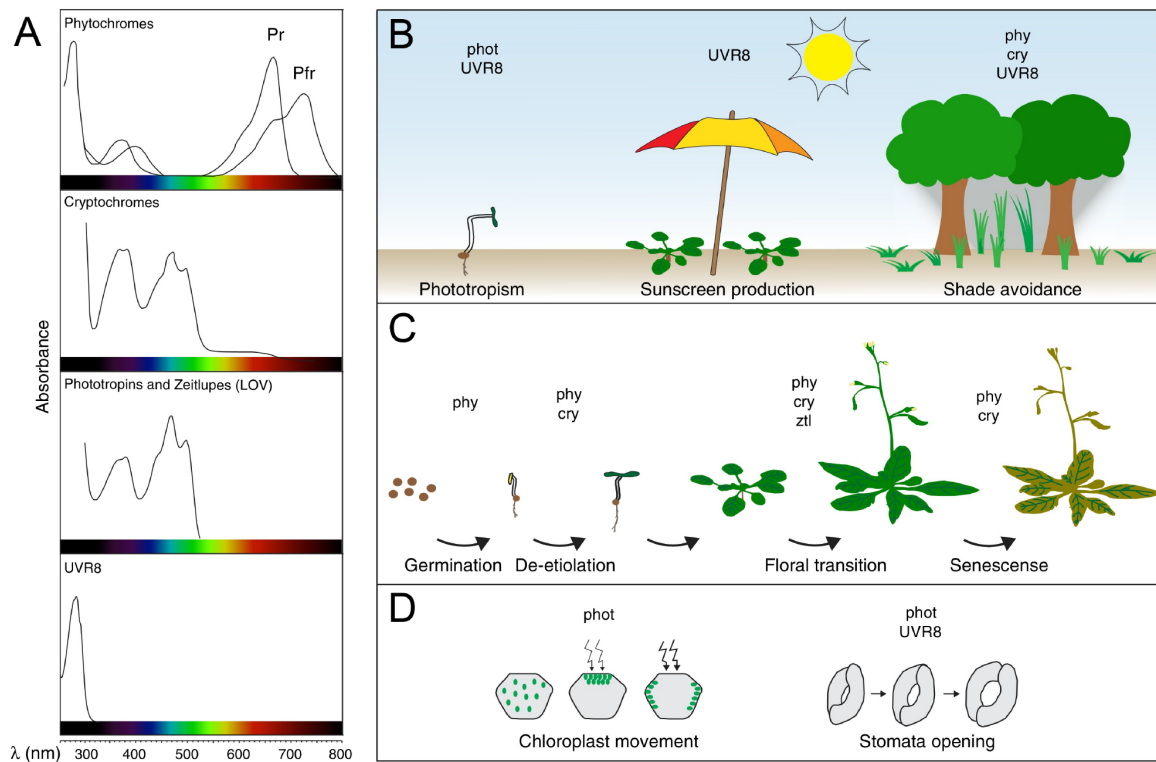 A
Phytochromes
Pr
Pfr
Cryptochromes
Phototropins and Zeitlupes (LOV)
UVR8
Absorbance
λ (nm)
300 400 500 600 700 800
B
phot
UVR8
UVR8
phy
cry
UVR8
Phototropism
Sunscreen production
Shade avoidance
C
phy
phy
cry
phy
cry
ztl
phy
cry
Germination
De-etiolation
Floral transition
Senescense
D
phot
phot
UVR8
Chloroplast movement
Stomata opening